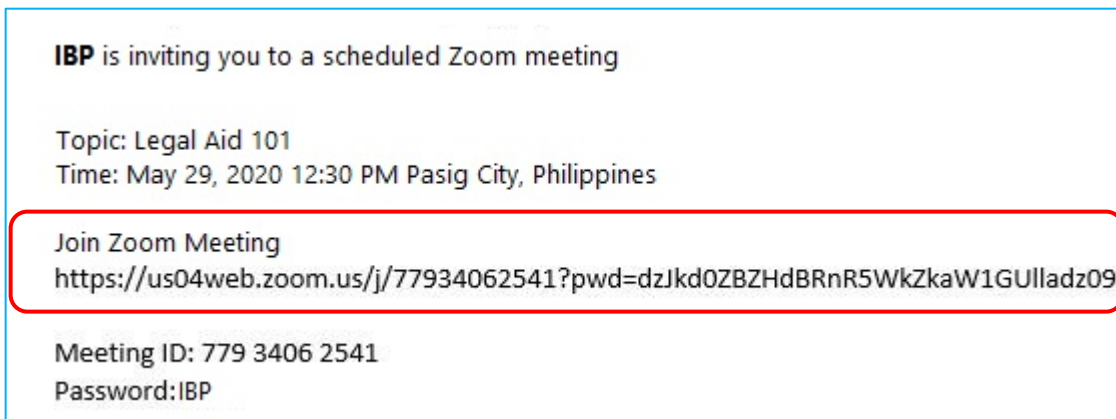 IBP is inviting you to a scheduled Zoom meeting
Topic: Legal Aid 101
Time: May 29, 2020 12:30 PM Pasig City, Philippines
Join Zoom Meeting
https://us04web.zoom.us/j/77934062541?pwd=dzJkd0ZBZHdBRnR5WkZkaW1GUlladz09
Meeting ID: 779 3406 2541
Password:IBP